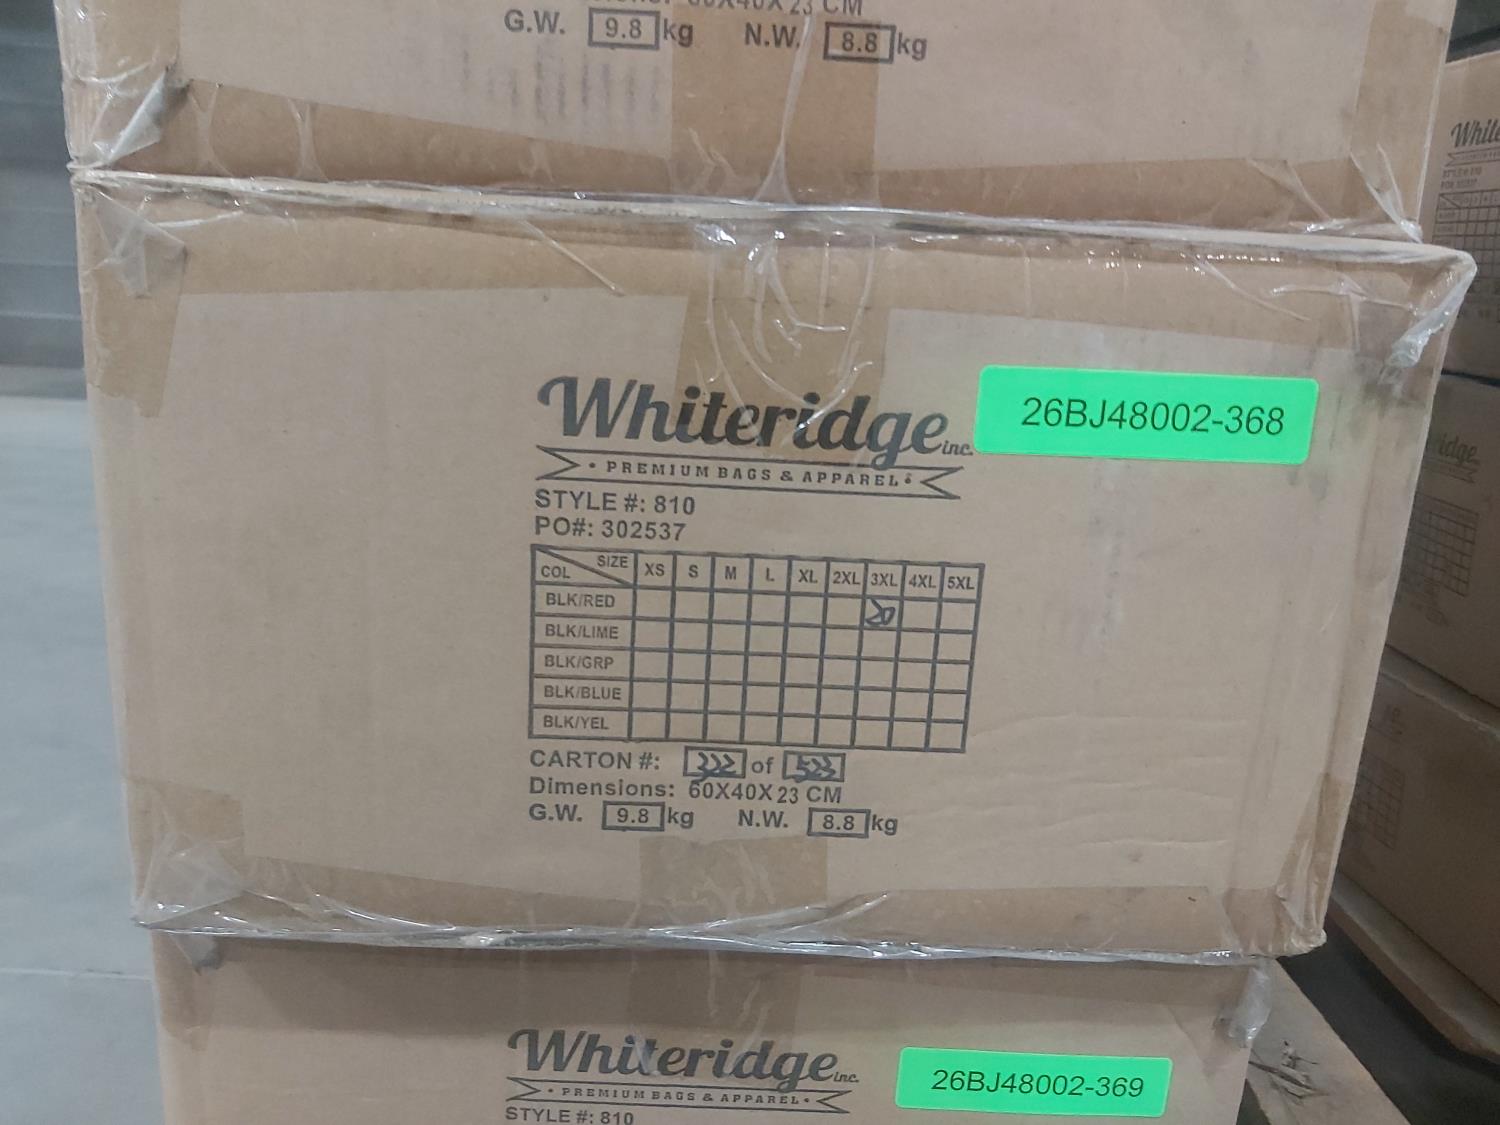 60X40X23 CM
G.W. 9.8 kg N.W. 8.8 kg
Whiteridge inc.
26BJ48002-368
• PREMIUM BAGS & APPAREL •
STYLE #: 810
PO#: 302537
SIZE COL XS S M L XL 2XL 3XL 4XL 5XL
BLK/RED 20
BLK/LIME
BLK/GRP
BLK/BLUE
BLK/YEL
CARTON #: 322 of 523
Dimensions: 60X40X23 CM
G.W. 9.8 kg N.W. 8.8 kg
Whiteridge inc.
26BJ48002-369
• PREMIUM BAGS & APPAREL •
STYLE #: 810